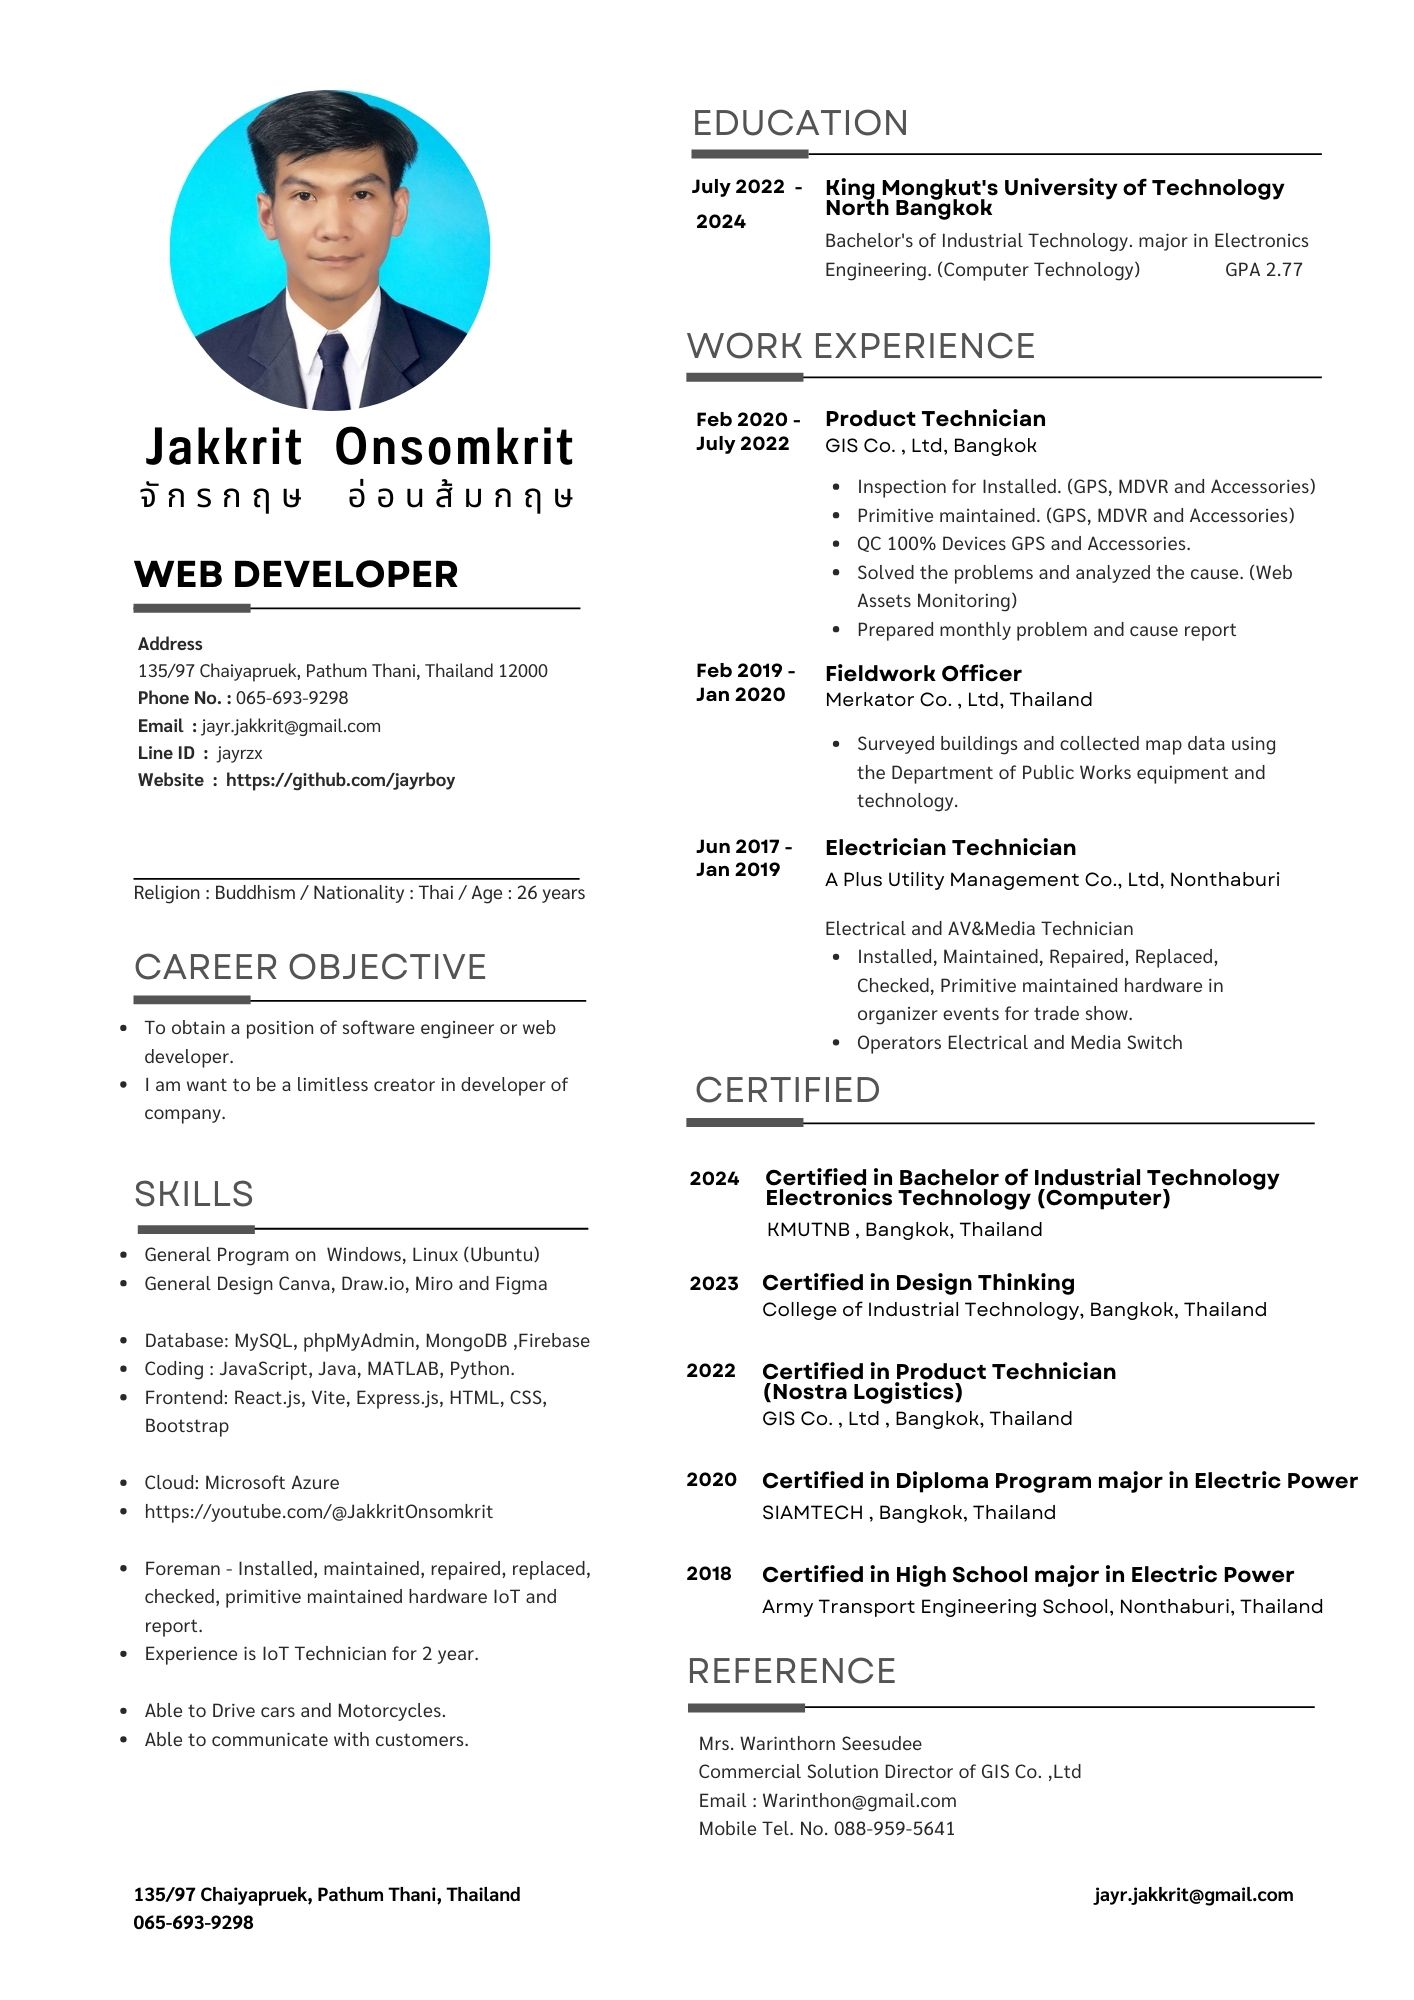 Jakkrit Onsomkrit
จักรกฤษ อ่อนส้มกฤษ
WEB DEVELOPER
Address
135/97 Chaiyapruek, Pathum Thani, Thailand 12000
Phone No. : 065-693-9298
Email : jayr.jakkrit@gmail.com
Line ID : jayrzx
Website : https://github.com/jayrboy
Religion : Buddhism / Nationality : Thai / Age : 26 years
CAREER OBJECTIVE
• To obtain a position of software engineer or web
developer.
• I am want to be a limitless creator in developer of
company.
SKILLS
• General Program on Windows, Linux (Ubuntu)
• General Design Canva, Draw.io, Miro and Figma
• Database: MySQL, phpMyAdmin, MongoDB ,Firebase
• Coding : JavaScript, Java, MATLAB, Python.
• Frontend: React.js, Vite, Express.js, HTML, CSS,
Bootstrap
• Cloud: Microsoft Azure
• https://youtube.com/@JakkritOnsomkrit
• Foreman - Installed, maintained, repaired, replaced,
checked, primitive maintained hardware IoT and
report.
• Experience is IoT Technician for 2 year.
• Able to Drive cars and Motorcycles.
• Able to communicate with customers.
EDUCATION
July 2022 -
2024
King Mongkut's University of Technology
North Bangkok
Bachelor's of Industrial Technology. major in Electronics
Engineering. (Computer Technology) GPA 2.77
WORK EXPERIENCE
Feb 2020 -
July 2022
Product Technician
GIS Co. , Ltd, Bangkok
• Inspection for Installed. (GPS, MDVR and Accessories)
• Primitive maintained. (GPS, MDVR and Accessories)
• QC 100% Devices GPS and Accessories.
• Solved the problems and analyzed the cause. (Web
Assets Monitoring)
• Prepared monthly problem and cause report
Feb 2019 -
Jan 2020
Fieldwork Officer
Merkator Co. , Ltd, Thailand
• Surveyed buildings and collected map data using
the Department of Public Works equipment and
technology.
Jun 2017 -
Jan 2019
Electrician Technician
A Plus Utility Management Co., Ltd, Nonthaburi
Electrical and AV&Media Technician
• Installed, Maintained, Repaired, Replaced,
Checked, Primitive maintained hardware in
organizer events for trade show.
• Operators Electrical and Media Switch
CERTIFIED
2024 Certified in Bachelor of Industrial Technology
Electronics Technology (Computer)
KMUTNB , Bangkok, Thailand
2023 Certified in Design Thinking
College of Industrial Technology, Bangkok, Thailand
2022 Certified in Product Technician
(Nostra Logistics)
GIS Co. , Ltd , Bangkok, Thailand
2020 Certified in Diploma Program major in Electric Power
SIAMTECH , Bangkok, Thailand
2018 Certified in High School major in Electric Power
Army Transport Engineering School, Nonthaburi, Thailand
REFERENCE
Mrs. Warinthorn Seesudee
Commercial Solution Director of GIS Co. ,Ltd
Email : Warinthon@gmail.com
Mobile Tel. No. 088-959-5641
135/97 Chaiyapruek, Pathum Thani, Thailand
065-693-9298
jayr.jakkrit@gmail.com